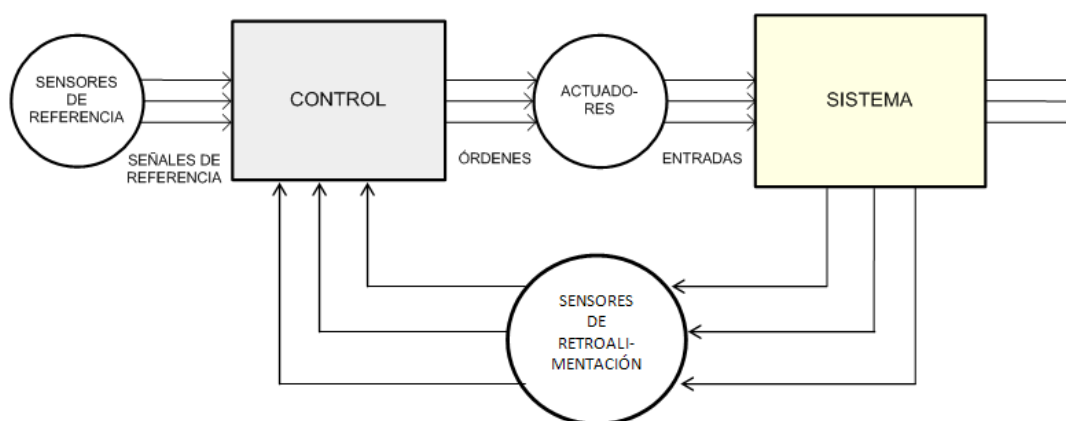 SENSORES
DE
REFERENCIA
SEÑALES DE
REFERENCIA
CONTROL
ÓRDENES
ACTUADO-
RES
ENTRADAS
SISTEMA
SENSORES
DE
RETROALI-
MENTACIÓN